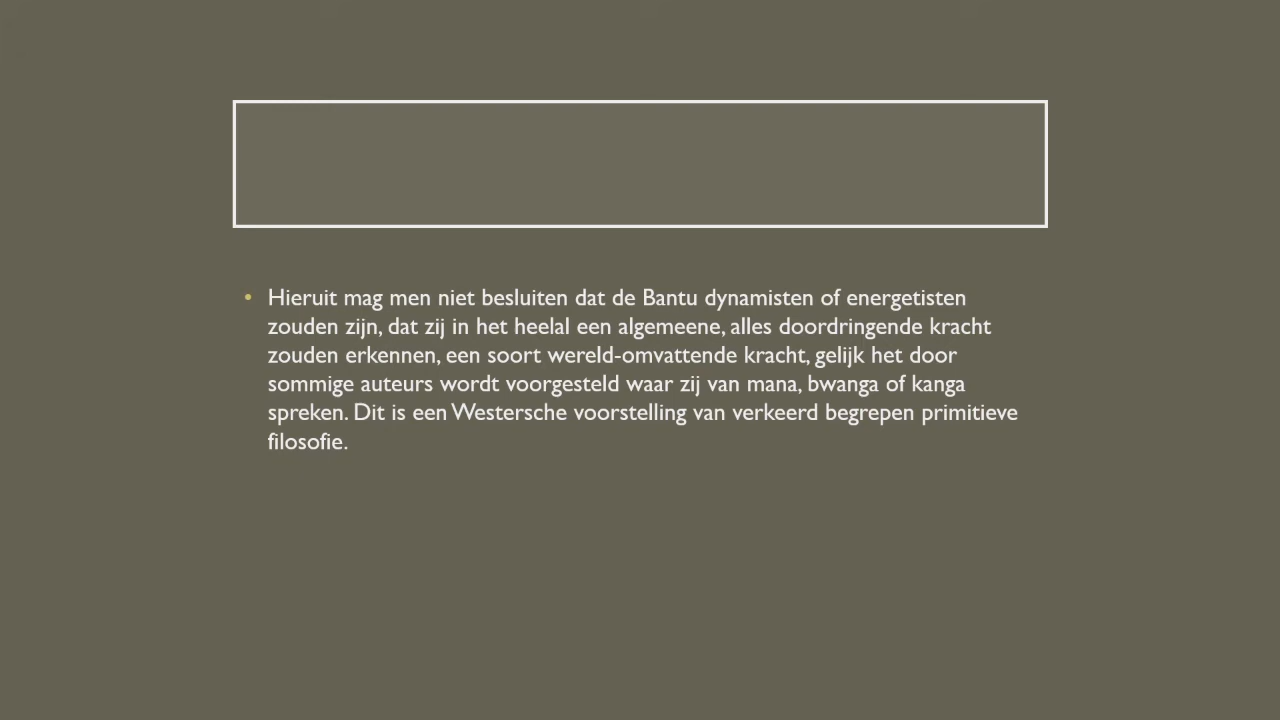 • Hieruit mag men niet besluiten dat de Bantu dynamisten of energetisten
zouden zijn, dat zij in het heelal een algemeene, alles doordringende kracht
zouden erkennen, een soort wereld-omvattende kracht, gelijk het door
sommige auteurs wordt voorgesteld waar zij van mana, bwanga of kanga
spreken. Dit is een Westersche voorstelling van verkeerd begrepen primitieve
filosofie.